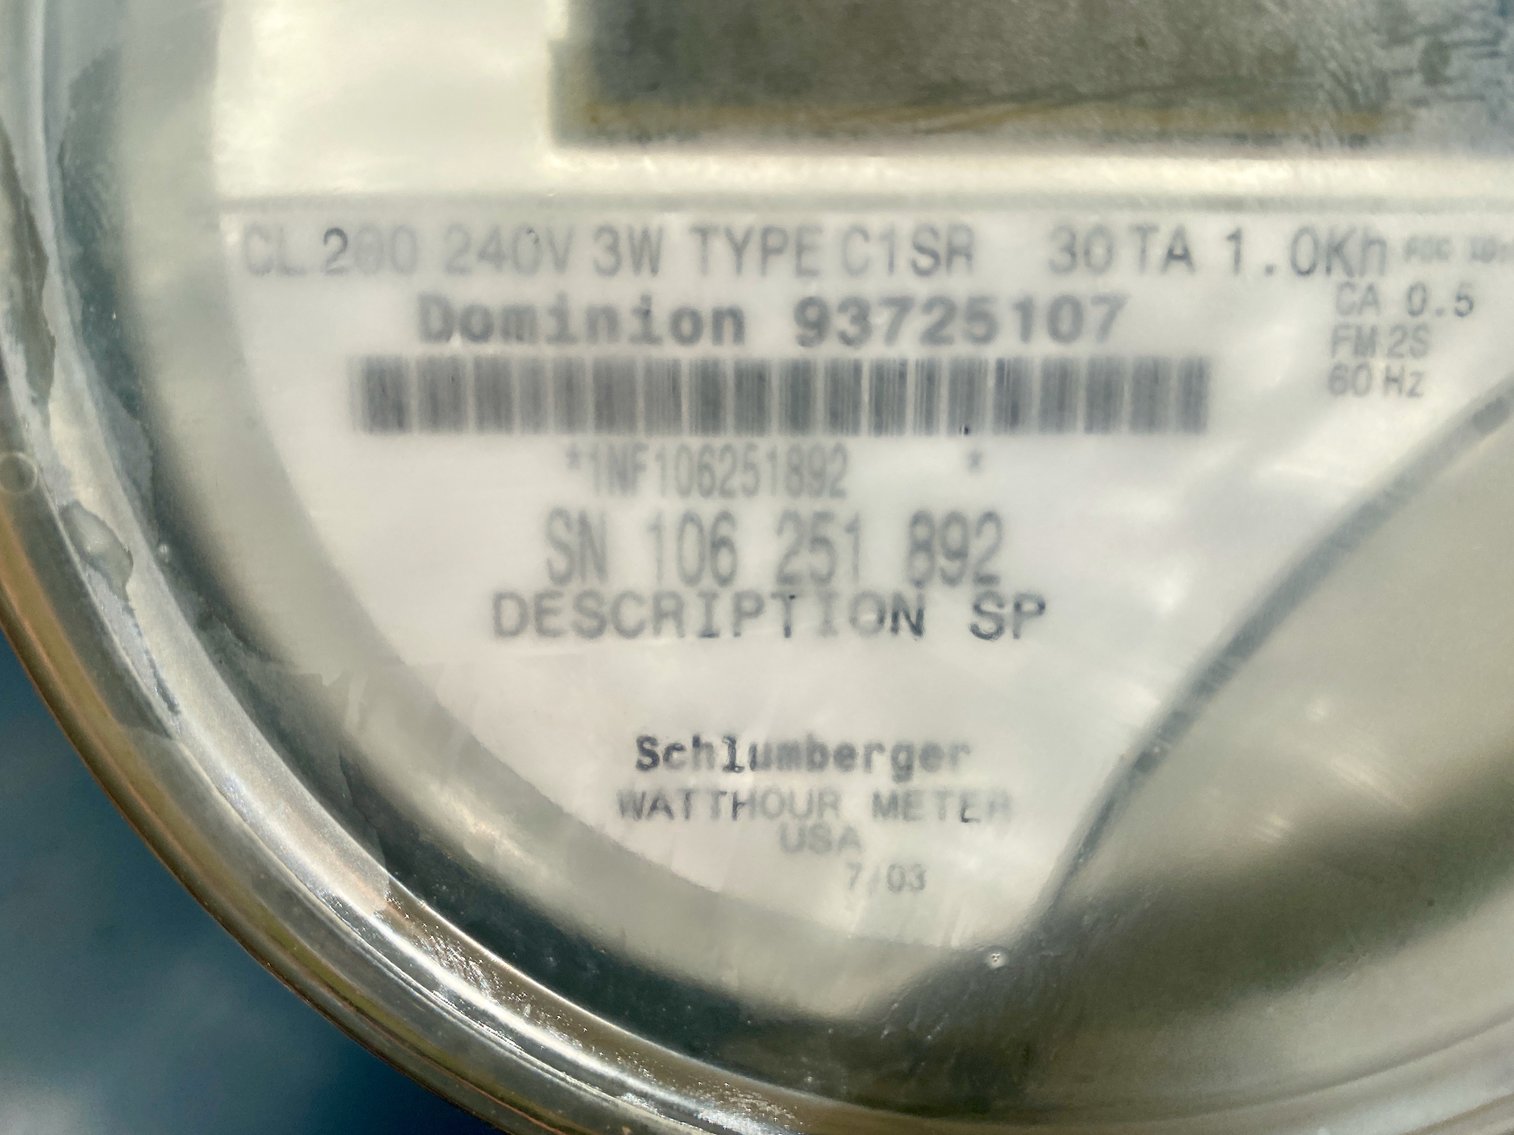 CL 200 240V 3W TYPE C1SR 30 TA 1.0Kh
CA 0.5
Dominion 93725107
FM 2S
60 Hz
*1NF106251892 *
SN 106 251 892
DESCRIPTION SP
Schlumberger
WATTHOUR METER
USA
7/03